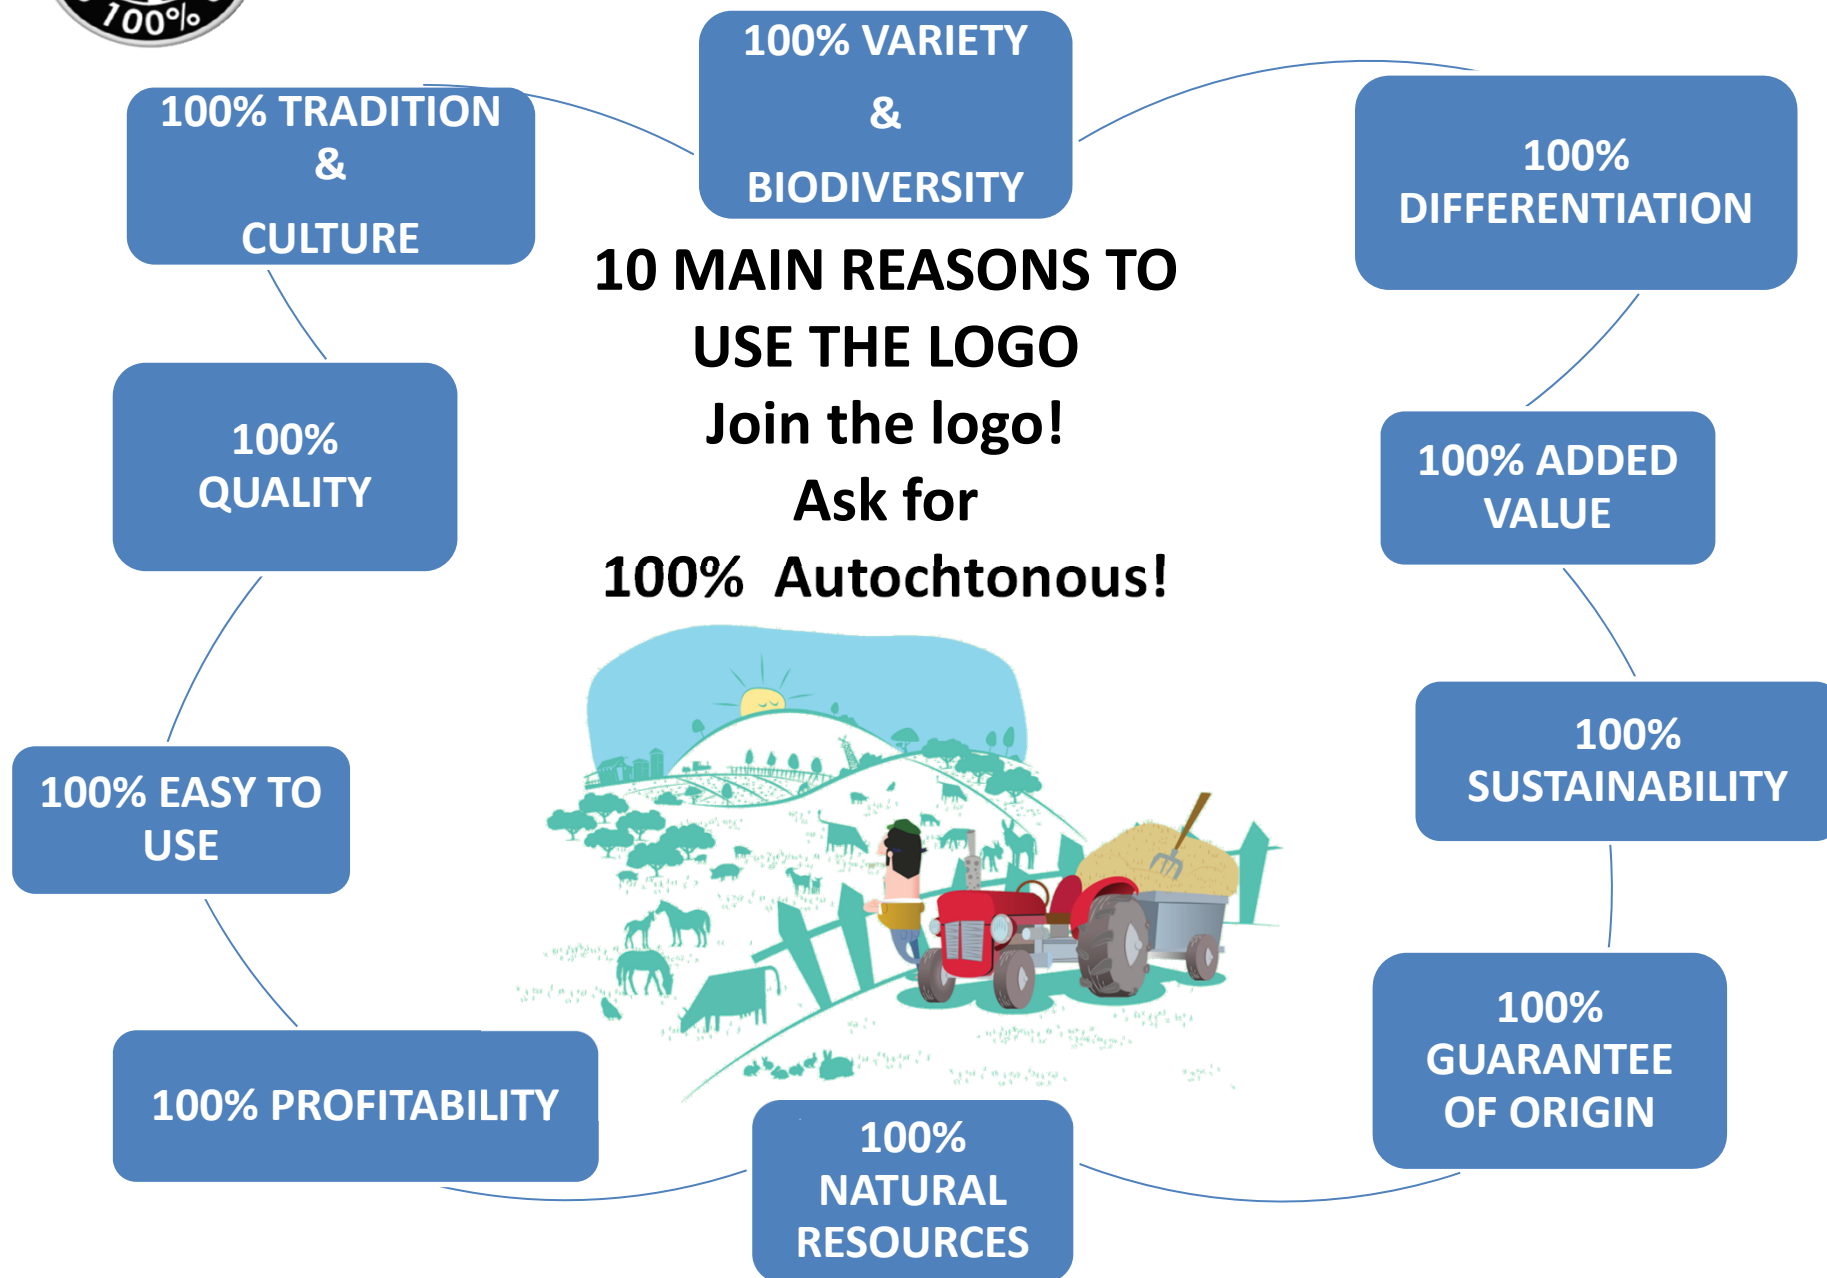 100%
100% VARIETY
&
BIODIVERSITY
100%
DIFFERENTIATION
100% ADDED
VALUE
100%
SUSTAINABILITY
100%
GUARANTEE
OF ORIGIN
100%
NATURAL
RESOURCES
100% PROFITABILITY
100% EASY TO
USE
100%
QUALITY
100% TRADITION
&
CULTURE
10 MAIN REASONS TO
USE THE LOGO
Join the logo!
Ask for
100% Autochtonous!